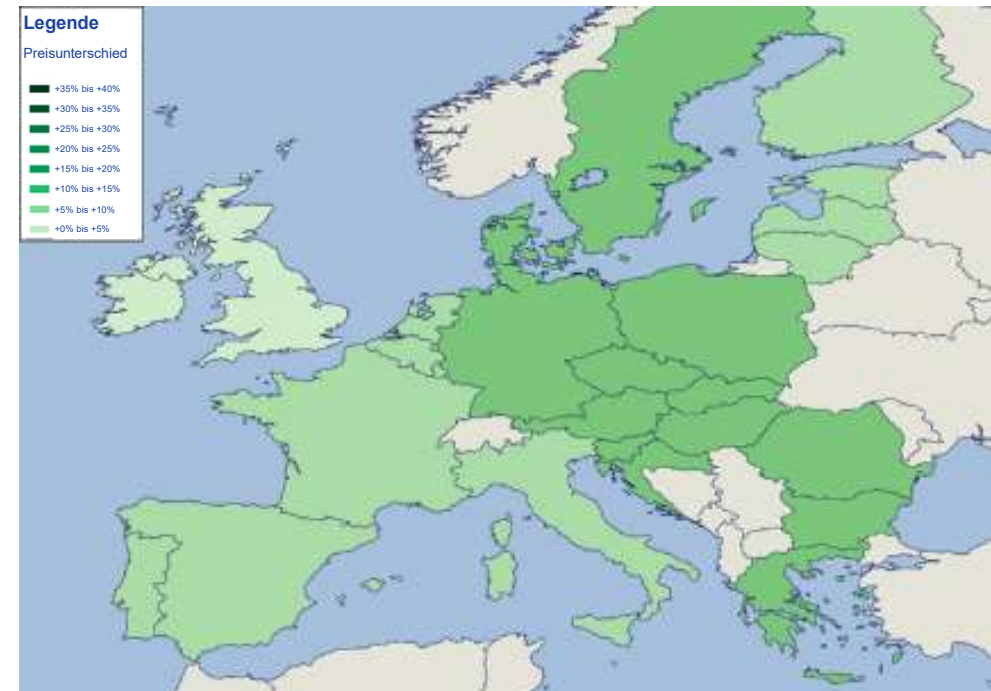 Legende
Preisunterschied
+35% bis +40%
+30% bis +35%
+25% bis +30%
+20% bis +25%
+15% bis +20%
+10% bis +15%
+5% bis +10%
+0% bis +5%